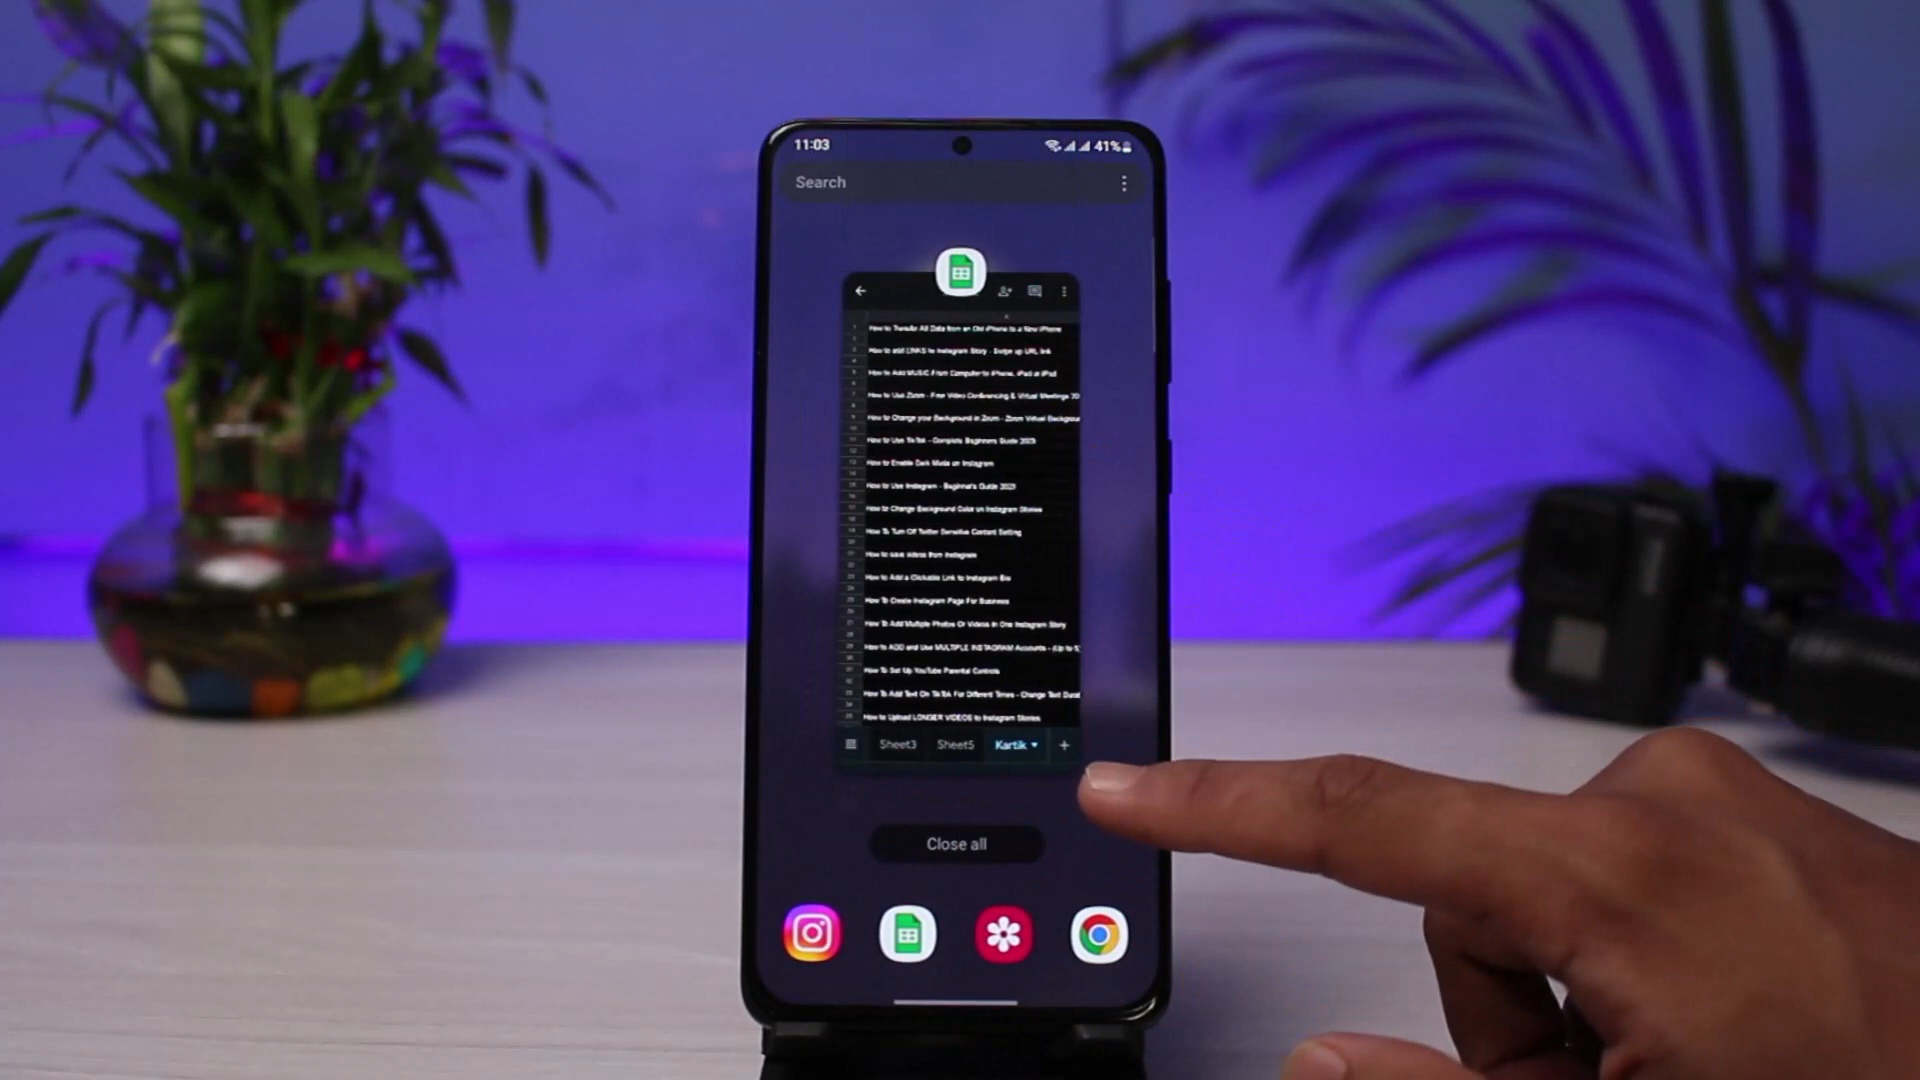 11:03
41%
Search
How to Transfer All Data from an Old iPhone to a New iPhone
How to add LINKS to Instagram Story - Swipe up URL link
How to Add MUSIC From Computer to iPhone, iPad or iPod
How to Use Zoom - Free Video Conferencing & Virtual Meetings 20
How to Change your Background in Zoom - Zoom Virtual Backgroun
How to Use TikTok - Complete Beginners Guide 2023
How to Enable Dark Mode on Instagram
How to Use Instagram - Beginner's Guide 2023
How to Change Background Color on Instagram Stories
How To Turn Off Twitter Sensitive Content Setting
How to save videos from Instagram
How to Add a Clickable Link to Instagram Bio
How To Create Instagram Page For Business
How To Add Multiple Photos Or Videos in One Instagram Story
How to ADD and Use MULTIPLE INSTAGRAM Accounts - (Up to 5)
How To Set Up YouTube Parental Controls
How To Add Text On TikTok For Different Times - Change Text Durat
How to Upload LONGER VIDEOS to Instagram Stories
Sheet3 Sheet5 Kartik +
Close all